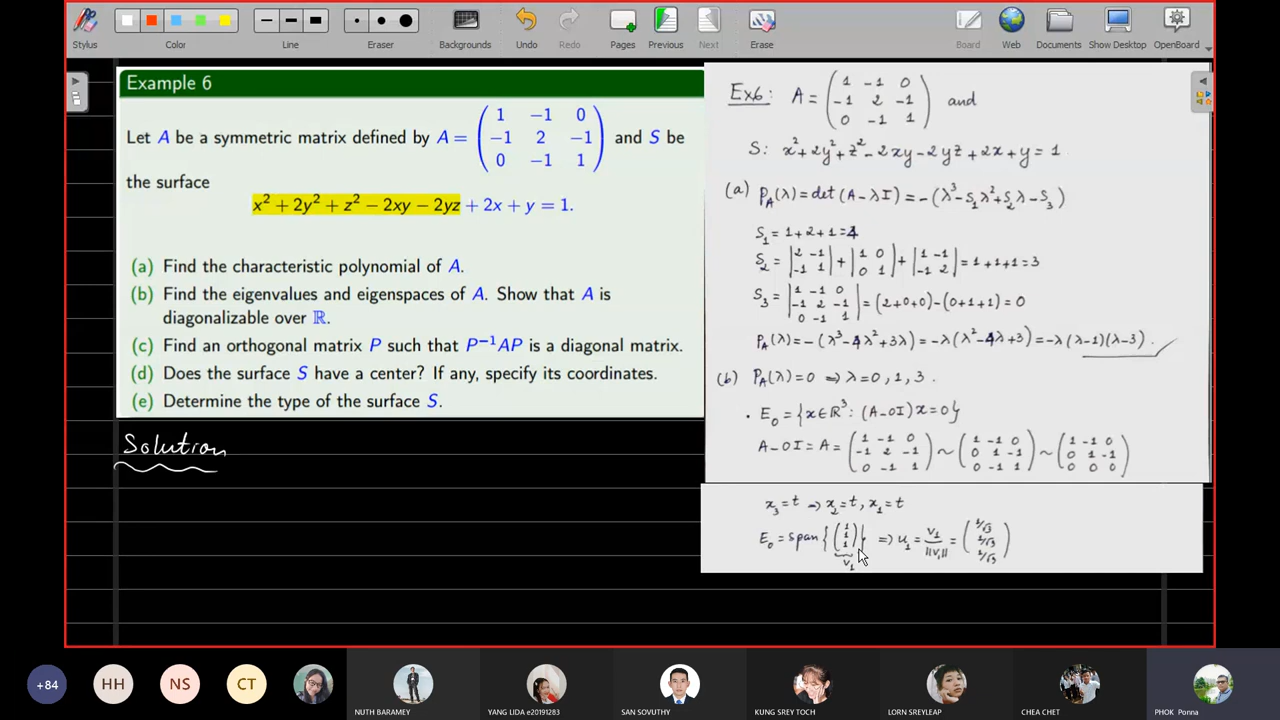 Stylus Color Line Eraser Backgrounds Undo Redo Pages Previous Next Erase Board Web Documents Show Desktop OpenBoard
Example 6
Let A be a symmetric matrix defined by A = ( 1 −1 0
−1 2 −1
0 −1 1 ) and S be
the surface
x² + 2y² + z² − 2xy − 2yz + 2x + y = 1.
(a) Find the characteristic polynomial of A.
(b) Find the eigenvalues and eigenspaces of A. Show that A is
diagonalizable over ℝ.
(c) Find an orthogonal matrix P such that P⁻¹AP is a diagonal matrix.
(d) Does the surface S have a center? If any, specify its coordinates.
(e) Determine the type of the surface S.
Solution
Ex6: A = ( 1 −1 0
−1 2 −1
0 −1 1 ) and
S: x² + 2y² + z² − 2xy − 2yz + 2x + y = 1
(a) P_A(λ) = det(A − λI) = −(λ³ − S₁λ² + S₂λ − S₃)
S₁ = 1 + 2 + 1 = 4
S₂ = |2 −1; −1 1| + |1 0; 0 1| + |1 −1; −1 2| = 1 + 1 + 1 = 3
S₃ = |1 −1 0; −1 2 −1; 0 −1 1| = (2+0+0) − (0+1+1) = 0
P_A(λ) = −(λ³ − 4λ² + 3λ) = −λ(λ² − 4λ + 3) = −λ(λ−1)(λ−3).
(b) P_A(λ) = 0 ⇒ λ = 0, 1, 3.
· E₀ = {x ∈ ℝ³ : (A − 0I)x = 0}
A − 0I = A = (1 −1 0; −1 2 −1; 0 −1 1) ~ (1 −1 0; 0 1 −1; 0 −1 1) ~ (1 −1 0; 0 1 −1; 0 0 0)
x₃ = t ⇒ x₂ = t, x₁ = t
E₀ = span{(1; 1; 1)} ⇒ u₁ = v₁/‖v₁‖ = (1/√3; 1/√3; 1/√3)
v₁
+84 HH NS CT NUTH BARAMEY YANG LIDA e20191283 SAN SOVUTHY KUNG SREY TOCH LORN SREYLEAP CHEA CHET PHOK Ponna